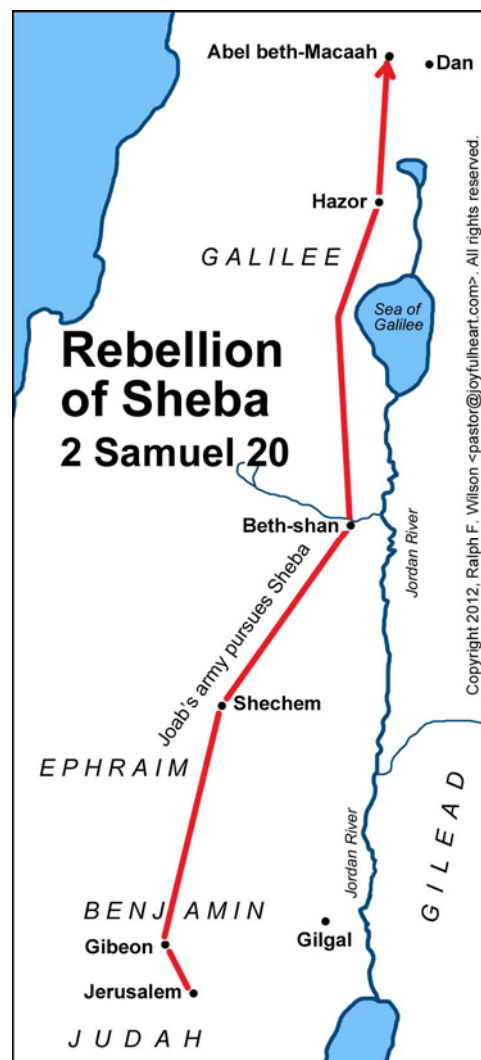 Abel beth-Macaah
Dan
Hazor
GALILEE
Sea of
Galilee
Rebellion
of Sheba
2 Samuel 20
Beth-shan
Jordan River
Joab's army pursues Sheba
Shechem
EPHRAIM
GILEAD
Jordan River
BENJAMIN
Gilgal
Gibeon
Jerusalem
JUDAH
Copyright 2012, Ralph F. Wilson <pastor@joyfulheart.com>. All rights reserved.